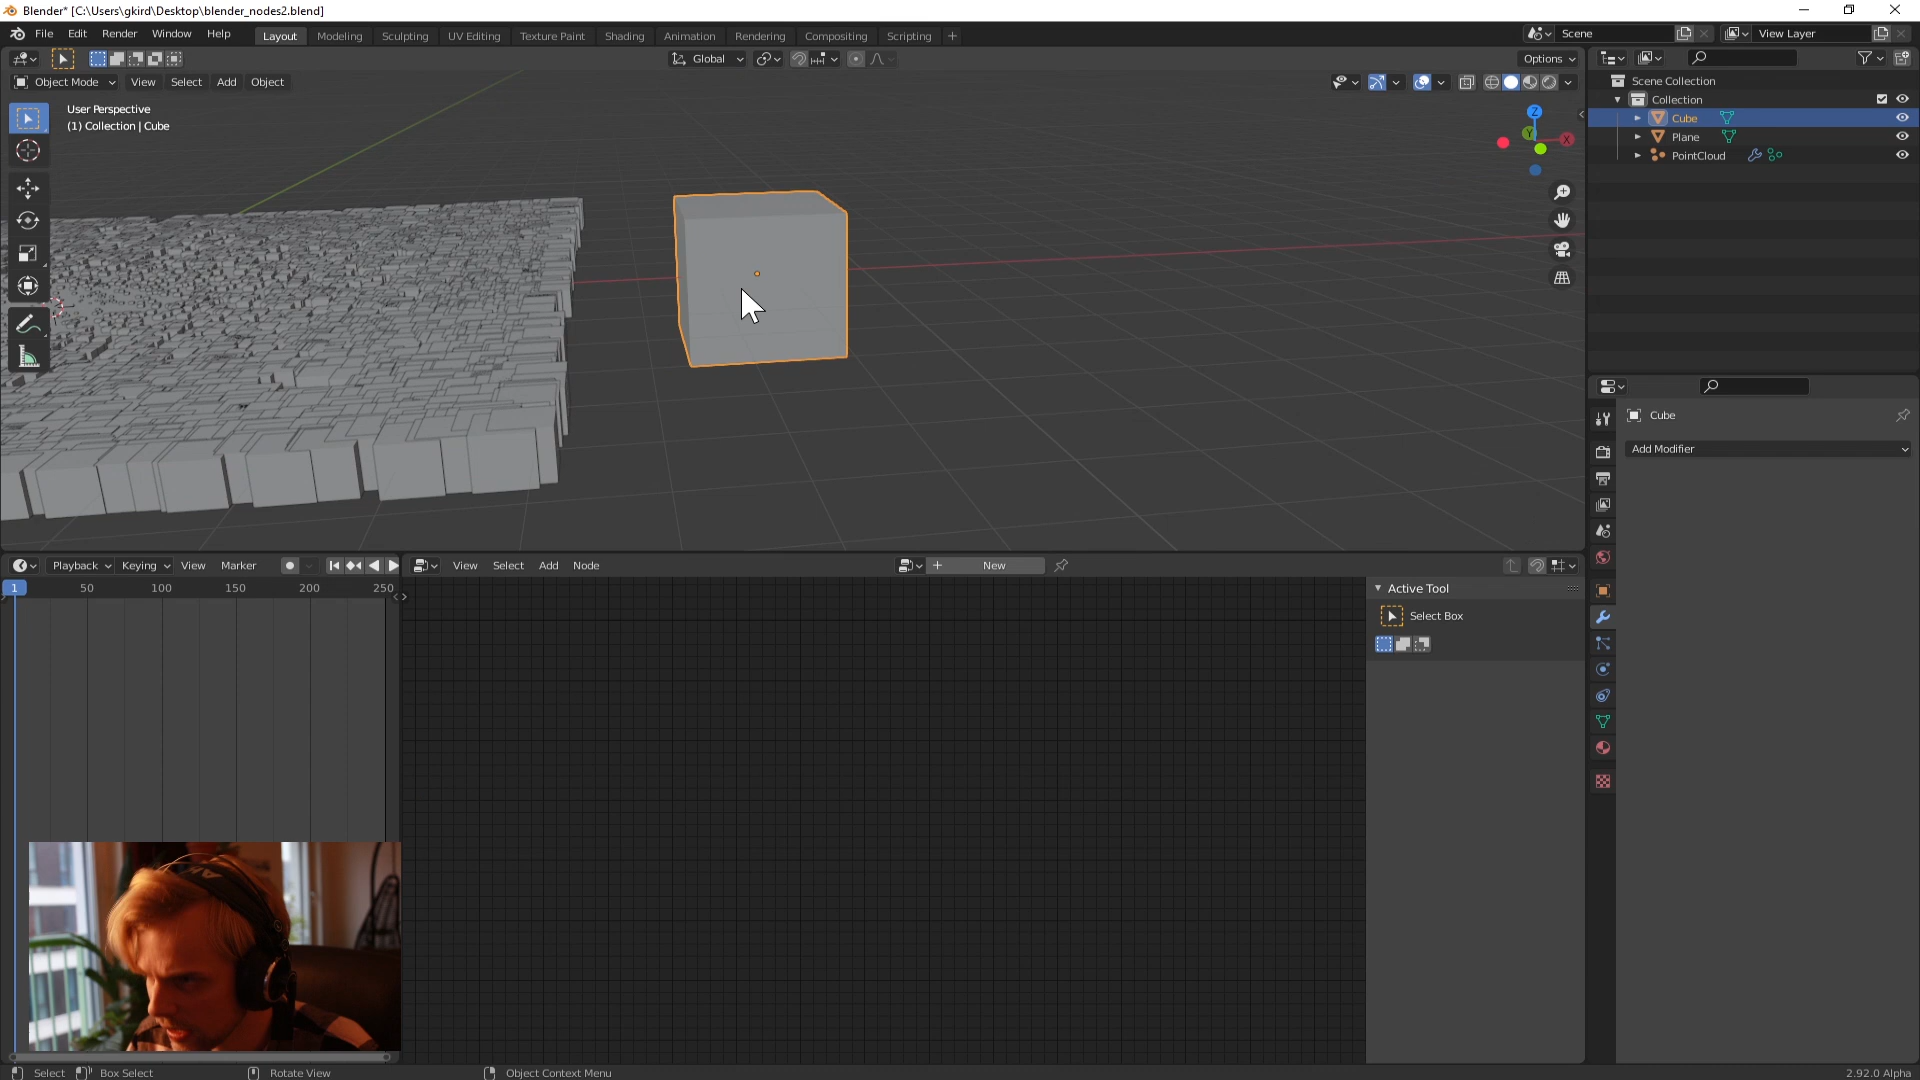 Blender* [C:\Users\gkird\Desktop\blender_nodes2.blend]
File Edit Render Window Help Layout Modeling Sculpting UV Editing Texture Paint Shading Animation Rendering Compositing Scripting + Scene View Layer
Global Options
Object Mode View Select Add Object
User Perspective
(1) Collection | Cube
Z
Y
X
Scene Collection
Collection
Cube
Plane
PointCloud
Cube
Add Modifier
Playback Keying View Marker
1 50 100 150 200 250
View Select Add Node + New
Active Tool
Select Box
Select Box Select Rotate View Object Context Menu 2.92.0 Alpha